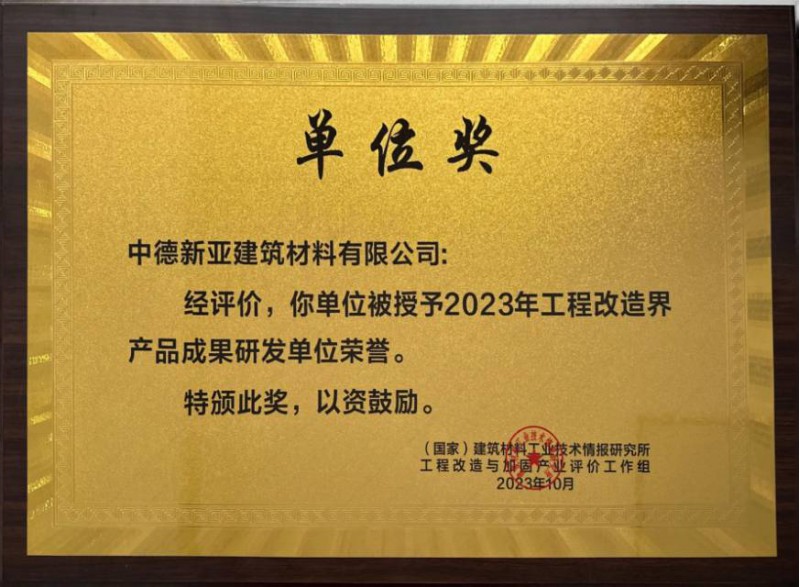 单位奖
中德新亚建筑材料有限公司:
经评价，你单位被授予2023年工程改造界
产品成果研发单位荣誉。
特颁此奖，以资鼓励。
（国家）建筑材料工业技术情报研究所
工程改造与加固产业评价工作组
2023年10月